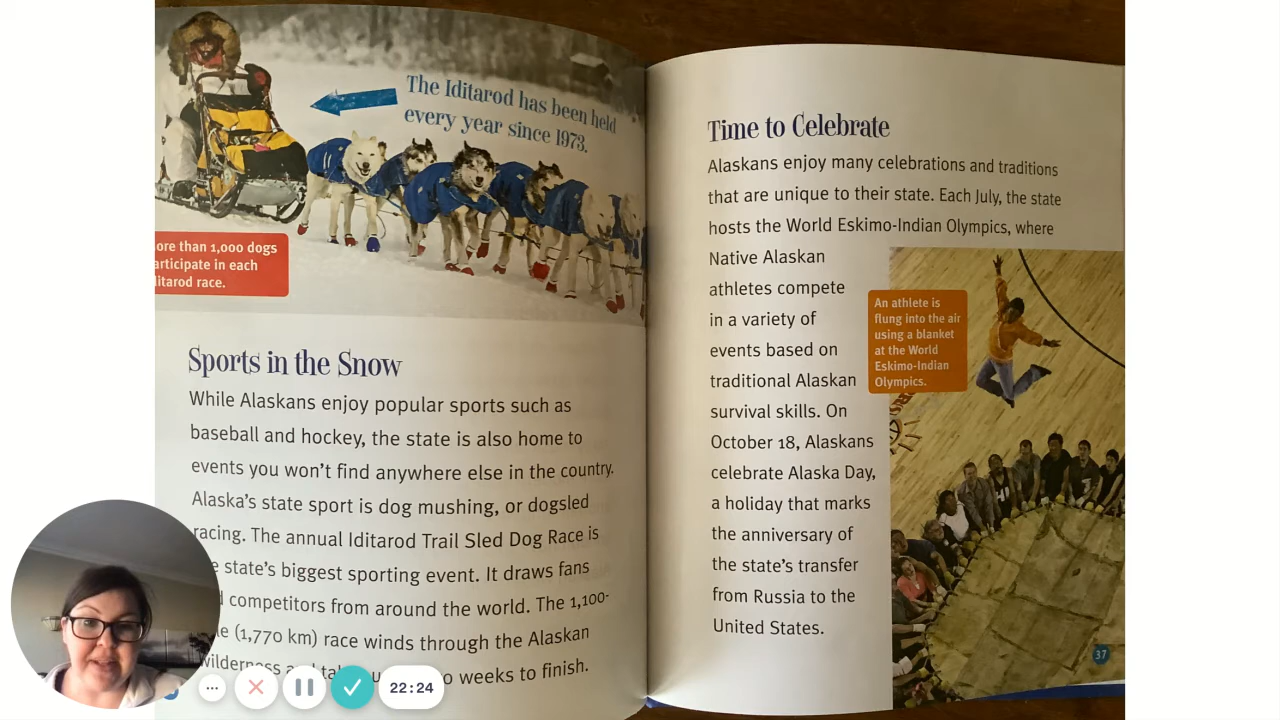 The Iditarod has been held
every year since 1973.
ore than 1,000 dogs
articipate in each
litarod race.
Sports in the Snow
While Alaskans enjoy popular sports such as
baseball and hockey, the state is also home to
events you won't find anywhere else in the country.
Alaska's state sport is dog mushing, or dogsled
racing. The annual Iditarod Trail Sled Dog Race is
state's biggest sporting event. It draws fans
competitors from around the world. The 1,100-
(1,770 km) race winds through the Alaskan
wilderness weeks to finish.
Time to Celebrate
Alaskans enjoy many celebrations and traditions
that are unique to their state. Each July, the state
hosts the World Eskimo-Indian Olympics, where
Native Alaskan
athletes compete
in a variety of
events based on
traditional Alaskan
survival skills. On
October 18, Alaskans
celebrate Alaska Day,
a holiday that marks
the anniversary of
the state's transfer
from Russia to the
United States.
An athlete is
flung into the air
using a blanket
at the World
Eskimo-Indian
Olympics.
37
22:24